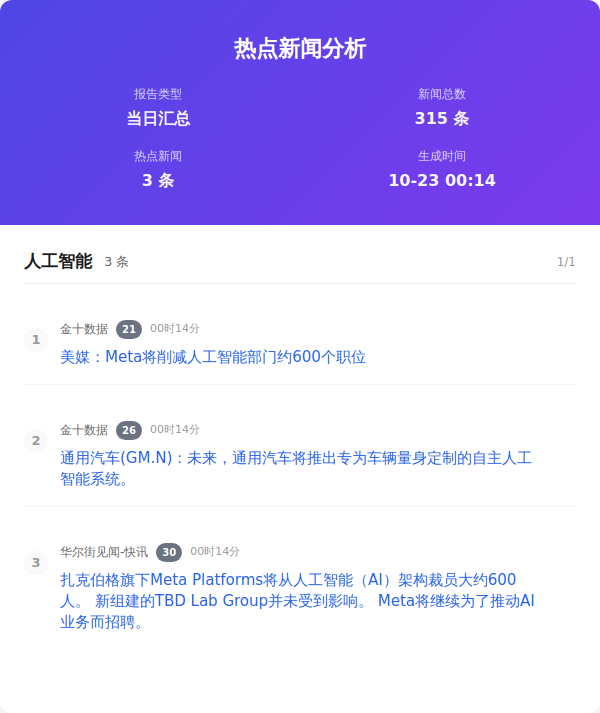 热点新闻分析
报告类型
当日汇总
新闻总数
315 条
热点新闻
3 条
生成时间
10-23 00:14
人工智能 3 条 1/1
1
金十数据 21 00时14分
美媒：Meta将削减人工智能部门约600个职位
2
金十数据 26 00时14分
通用汽车(GM.N)：未来，通用汽车将推出专为车辆量身定制的自主人工
智能系统。
3
华尔街见闻-快讯 30 00时14分
扎克伯格旗下Meta Platforms将从人工智能（AI）架构裁员大约600
人。 新组建的TBD Lab Group并未受到影响。 Meta将继续为了推动AI
业务而招聘。